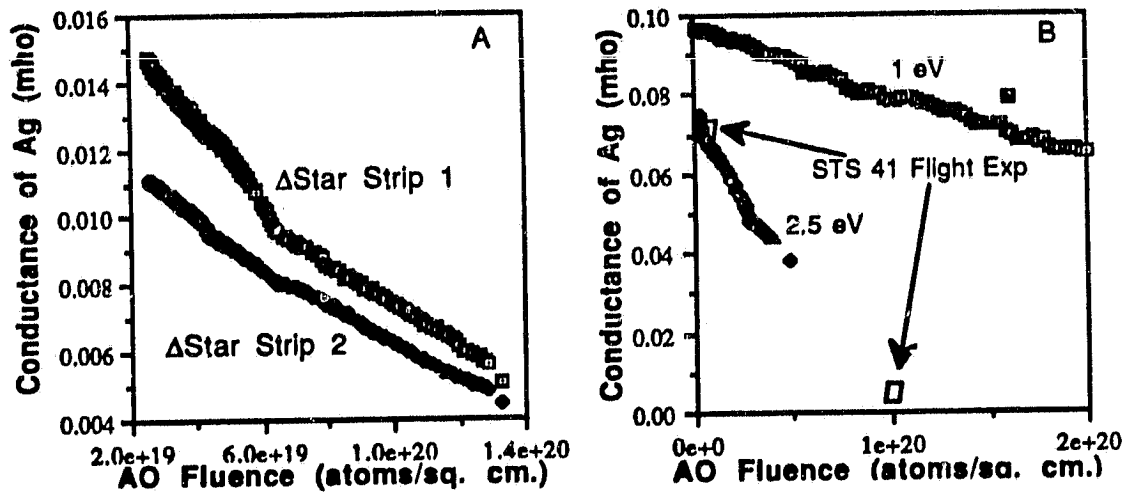 0.016
0.014
0.012
0.010
0.008
0.006
0.004
Conductance of Ag (mho)
A
ΔStar Strip 1
ΔStar Strip 2
2.0e+19 6.0e+19 1.0e+20 1.4e+20
AO Fluence (atoms/sq. cm.)
0.10
0.08
0.06
0.04
0.02
0.00
Conductance of Ag (mho)
B
1 eV
STS 41 Flight Exp
2.5 eV
0e+0 1e+20 2e+20
AO Fluence (atoms/sq. cm.)